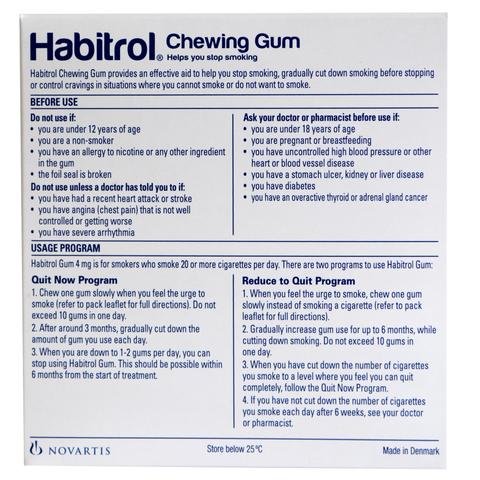 Habitrol® Chewing Gum
Helps you stop smoking
Habitrol Chewing Gum provides an effective aid to help you stop smoking, gradually cut down smoking before stopping
or control cravings in situations where you cannot smoke or do not want to smoke.
BEFORE USE
Do not use if:
• you are under 12 years of age
• you are a non-smoker
• you have an allergy to nicotine or any other ingredient
in the gum
• the foil seal is broken
Do not use unless a doctor has told you to if:
• you have had a recent heart attack or stroke
• you have angina (chest pain) that is not well
controlled or getting worse
• you have severe arrhythmia
Ask your doctor or pharmacist before use if:
• you are under 18 years of age
• you are pregnant or breastfeeding
• you have uncontrolled high blood pressure or other
heart or blood vessel disease
• you have a stomach ulcer, kidney or liver disease
• you have diabetes
• you have an overactive thyroid or adrenal gland cancer
USAGE PROGRAM
Habitrol Gum 4 mg is for smokers who smoke 20 or more cigarettes per day. There are two programs to use Habitrol Gum:
Quit Now Program
1. Chew one gum slowly when you feel the urge to
smoke (refer to pack leaflet for full directions). Do not
exceed 10 gums in one day.
2. After around 3 months, gradually cut down the
amount of gum you use each day.
3. When you are down to 1-2 gums per day, you can
stop using Habitrol Gum. This should be possible within
6 months from the start of treatment.
Reduce to Quit Program
1. When you feel the urge to smoke, chew one gum
slowly instead of smoking a cigarette (refer to pack
leaflet for full directions).
2. Gradually increase gum use for up to 6 months, while
cutting down smoking. Do not exceed 10 gums in
one day.
3. When you have cut down the number of cigarettes
you smoke to a level where you feel you can quit
completely, follow the Quit Now Program.
4. If you have not cut down the number of cigarettes
you smoke each day after 6 weeks, see your doctor
or pharmacist.
NOVARTIS
Store below 25°C
Made in Denmark